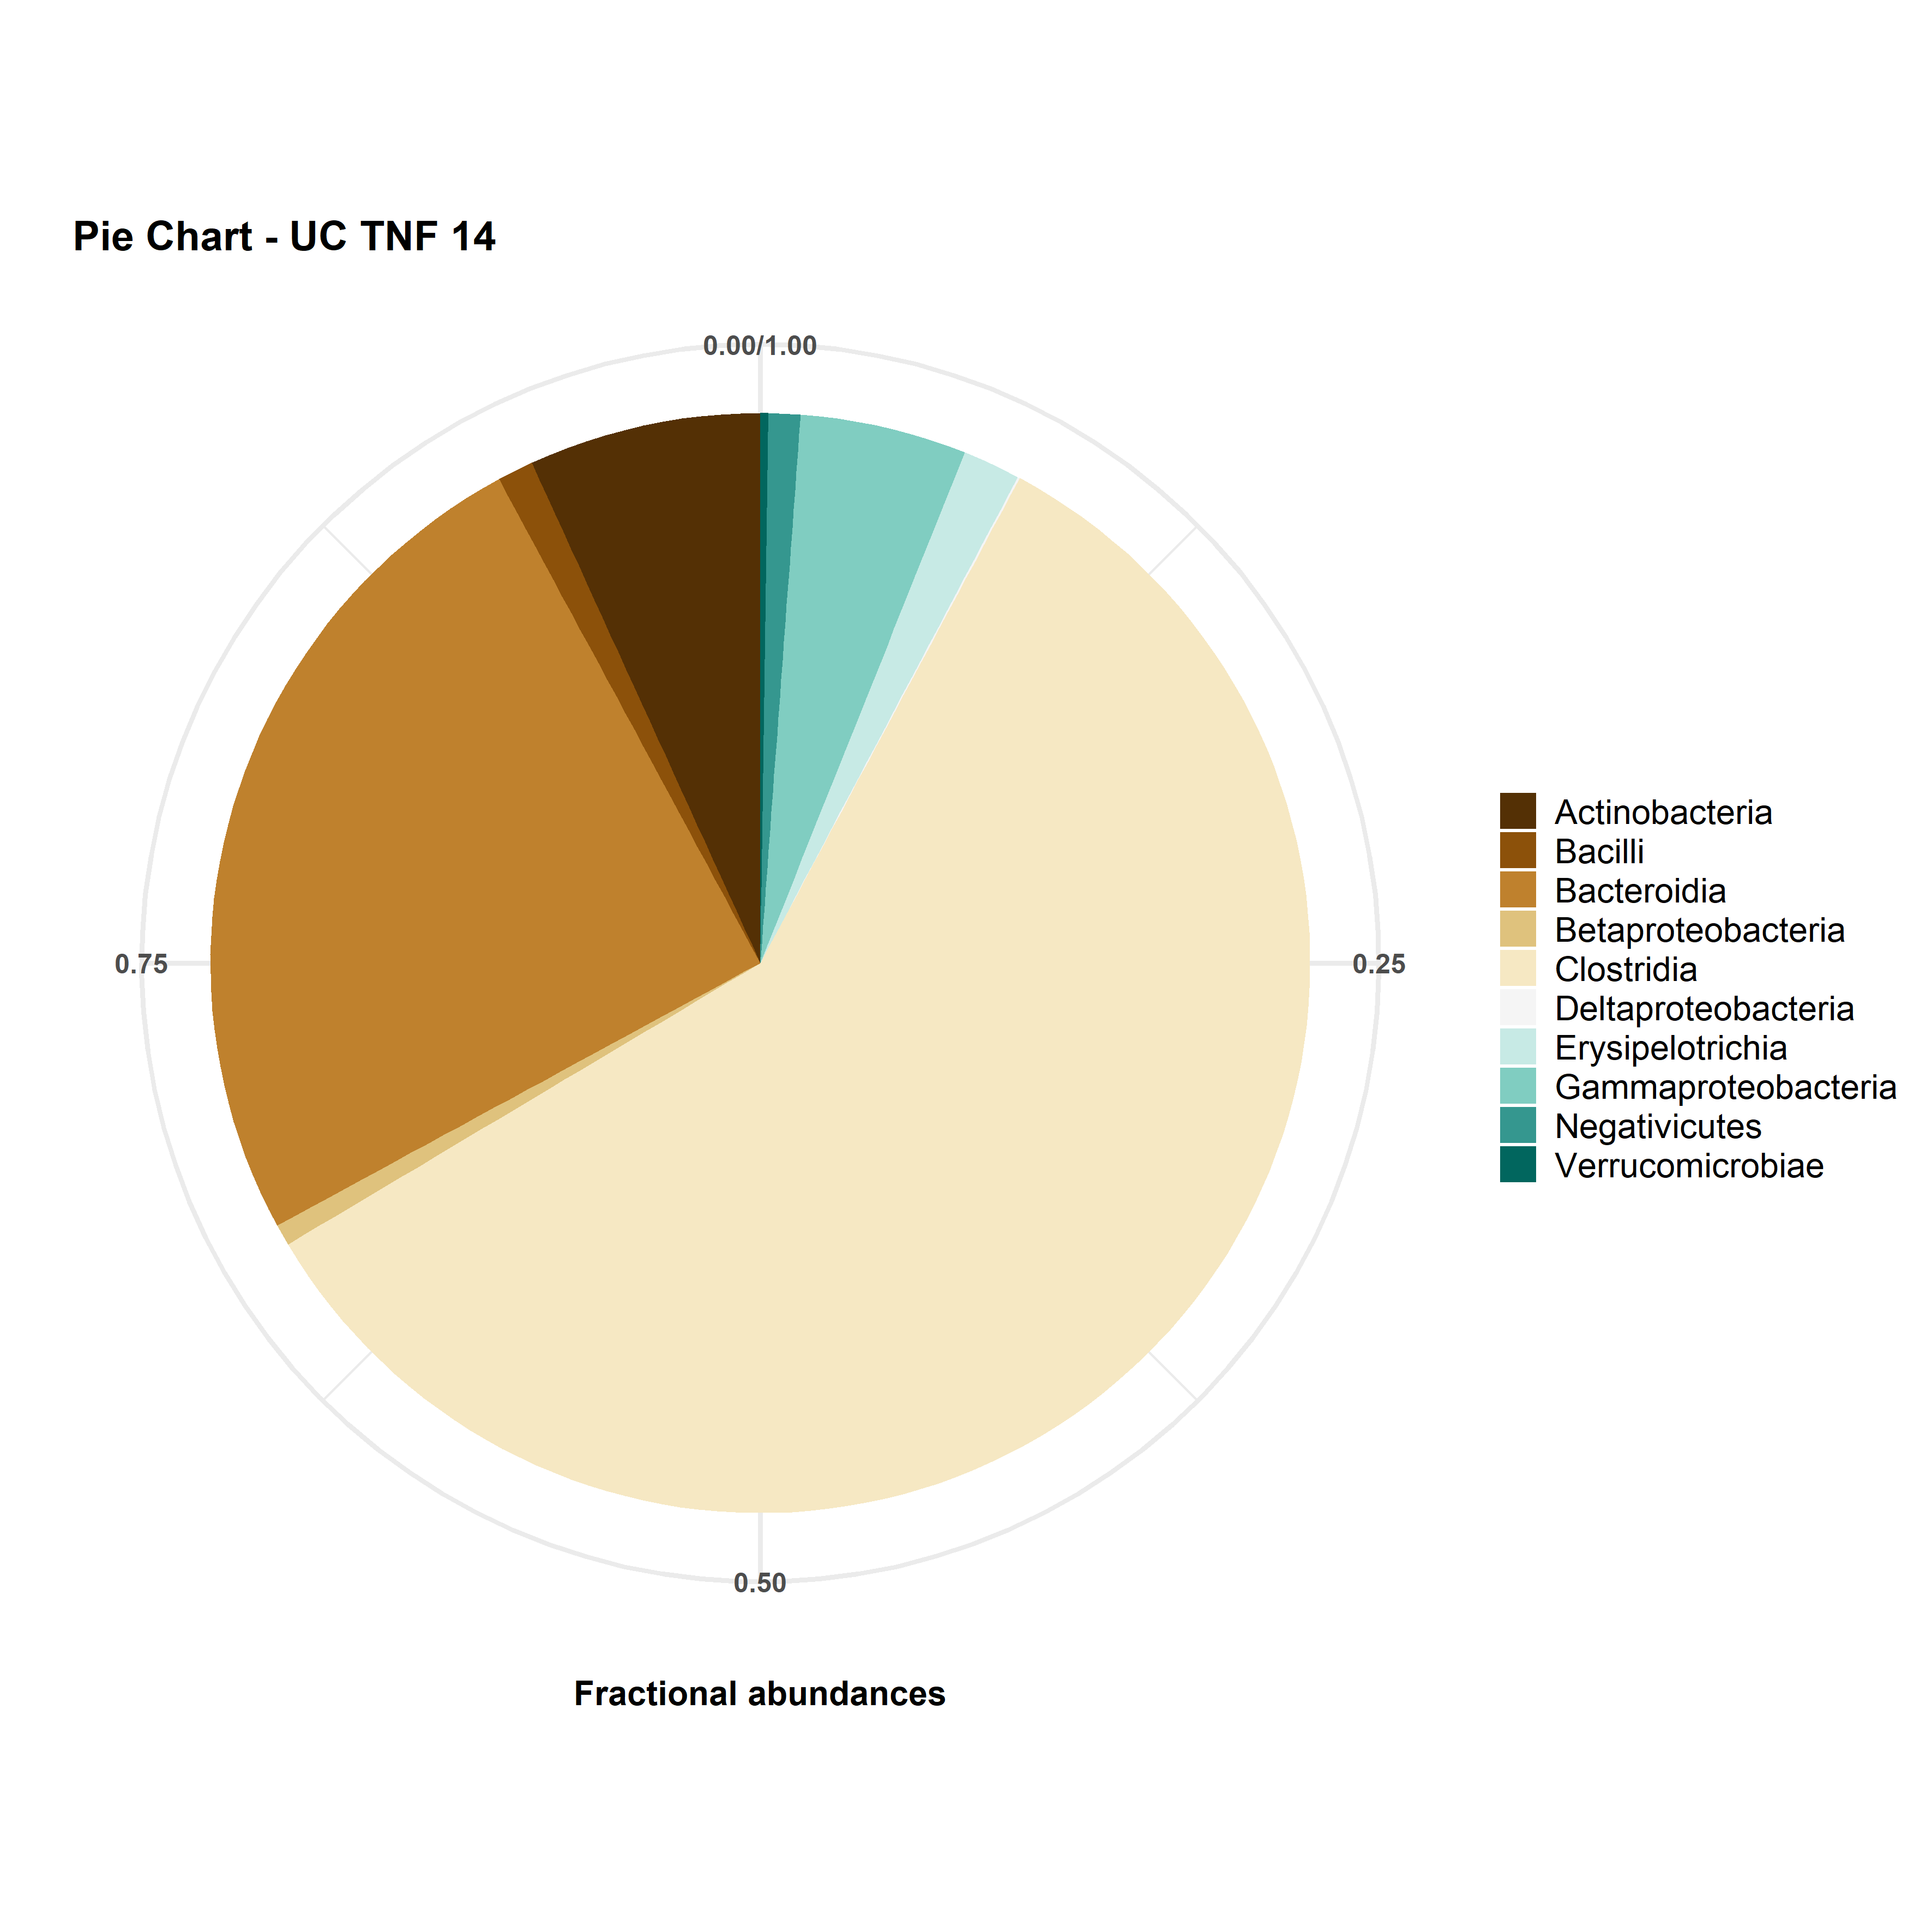 Pie Chart - UC TNF 14
0.00/1.00
0.75
0.25
0.50
Actinobacteria
Bacilli
Bacteroidia
Betaproteobacteria
Clostridia
Deltaproteobacteria
Erysipelotrichia
Gammaproteobacteria
Negativicutes
Verrucomicrobiae
Fractional abundances